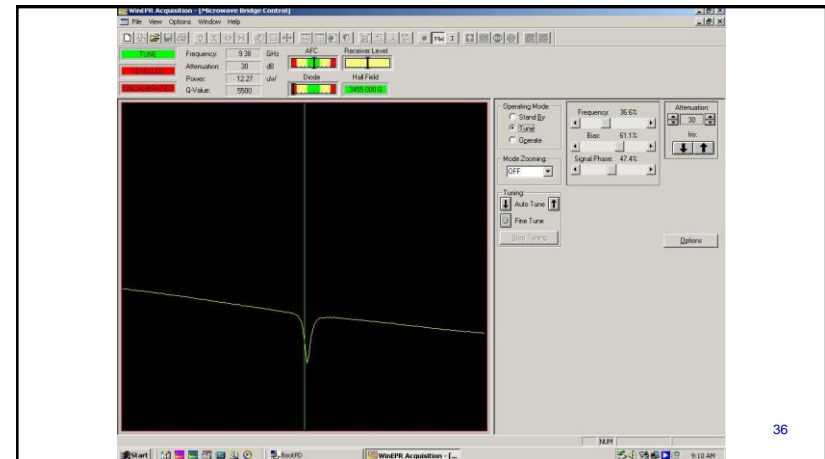 WinEPR Acquisition - [Microwave Bridge Control]
File View Options Window Help
MW I
TUNE Frequency: 9.38 GHz AFC Receiver Level
LEVELLED Attenuation: 30 dB
Power: 12.27 uW Diode Hall Field
UNCALIBRATED Q-Value: 5500 3455.000 G
Operating Mode: Frequency: 36.6% Attenuation:
Stand By 30
Tune Bias: 61.1% Iris:
Operate
Mode Zooming: Signal Phase: 47.4%
OFF
Tuning:
Auto Tune
Fine Tune
Stop Tuning Options
36
NUM
Start BootPD WinEPR Acquisition - [... 9:10 AM